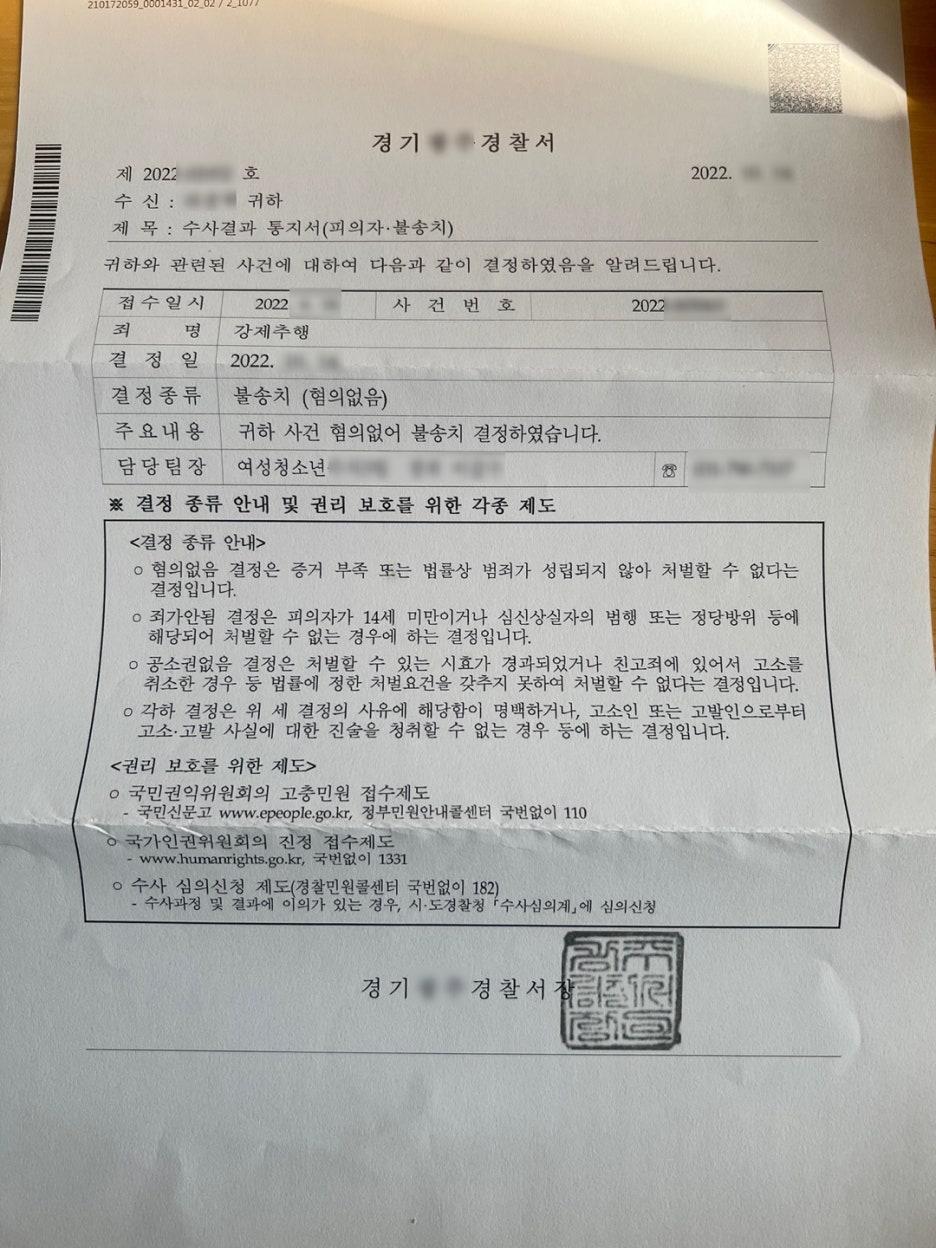 210172059_0001431_02_02 / 2_1077
경기 경찰서
제 2022 호 2022.
수 신 : 귀하
제 목 : 수사결과 통지서(피의자·불송치)
귀하와 관련된 사건에 대하여 다음과 같이 결정하였음을 알려드립니다.
접수일시 2022 사 건 번 호 2022
죄 명 강제추행
결 정 일 2022.
결정종류 불송치 (혐의없음)
주요내용 귀하 사건 혐의없어 불송치 결정하였습니다.
담당팀장 여성청소년 ☏
※ 결정 종류 안내 및 권리 보호를 위한 각종 제도
<결정 종류 안내>
○ 혐의없음 결정은 증거 부족 또는 법률상 범죄가 성립되지 않아 처벌할 수 없다는
결정입니다.
○ 죄가안됨 결정은 피의자가 14세 미만이거나 심신상실자의 범행 또는 정당방위 등에
해당되어 처벌할 수 없는 경우에 하는 결정입니다.
○ 공소권없음 결정은 처벌할 수 있는 시효가 경과되었거나 친고죄에 있어서 고소를
취소한 경우 등 법률에 정한 처벌요건을 갖추지 못하여 처벌할 수 없다는 결정입니다.
○ 각하 결정은 위 세 결정의 사유에 해당함이 명백하거나, 고소인 또는 고발인으로부터
고소·고발 사실에 대한 진술을 청취할 수 없는 경우 등에 하는 결정입니다.
<권리 보호를 위한 제도>
○ 국민권익위원회의 고충민원 접수제도
- 국민신문고 www.epeople.go.kr, 정부민원안내콜센터 국번없이 110
○ 국가인권위원회의 진정 접수제도
- www.humanrights.go.kr, 국번없이 1331
○ 수사 심의신청 제도(경찰민원콜센터 국번없이 182)
- 수사과정 및 결과에 이의가 있는 경우, 시·도경찰청 「수사심의계」에 심의신청
경기 경찰서장